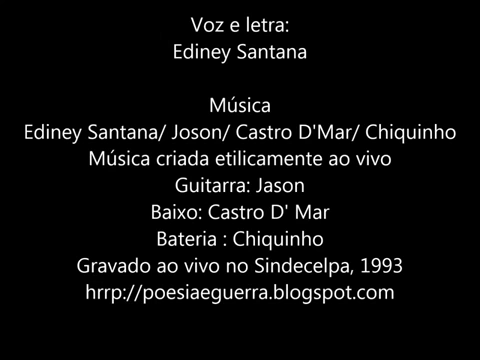 Voz e letra:
Ediney Santana
Música
Ediney Santana/ Joson/ Castro D'Mar/ Chiquinho
Música criada etilicamente ao vivo
Guitarra: Jason
Baixo: Castro D' Mar
Bateria : Chiquinho
Gravado ao vivo no Sindecelpa, 1993
hrrp://poesiaeguerra.blogspot.com